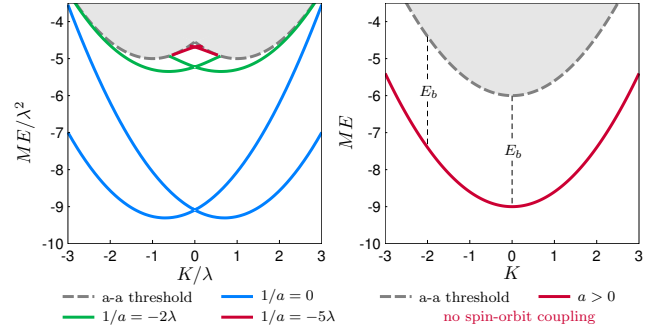 -4
-5
-6
-7
-8
-9
-10
ME/λ²
-3 -2 -1 0 1 2 3
K/λ
a-a threshold
1/a = 0
1/a = −2λ
1/a = −5λ
-4
-5
-6
-7
-8
-9
-10
ME
E_b
E_b
-3 -2 -1 0 1 2 3
K
a-a threshold
a > 0
no spin-orbit coupling